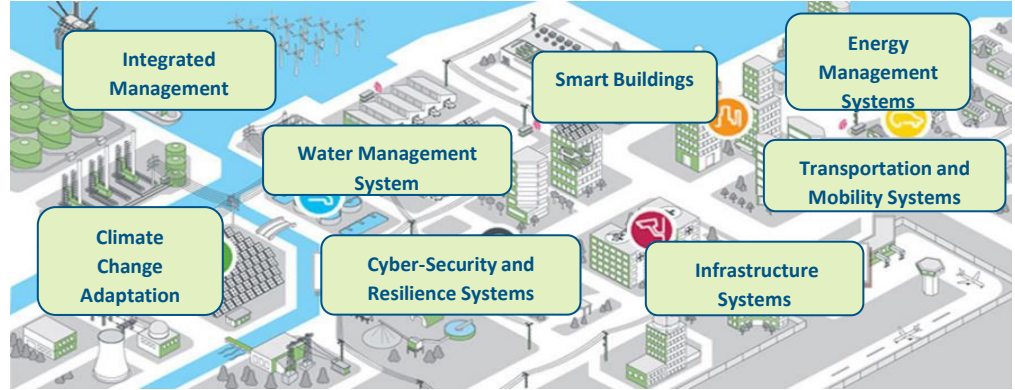 Integrated
Management
Smart Buildings
Energy
Management
Systems
Water Management
System
Transportation and
Mobility Systems
Climate
Change
Adaptation
Cyber-Security and
Resilience Systems
Infrastructure
Systems